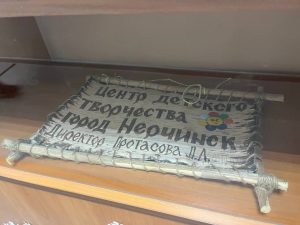 Центр детского
творчества
город Нерчинск
Директор Протасова Л.Л.